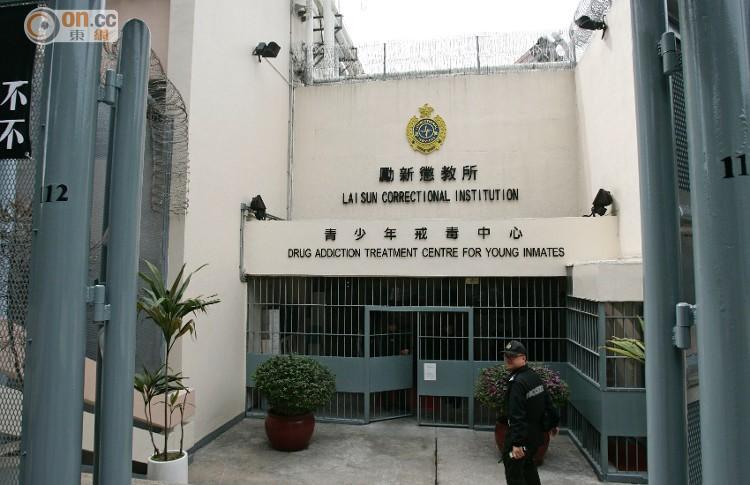 on.cc
東網
不
不
112
11
勵新懲教所
LAI SUN CORRECTIONAL INSTITUTION
青少年戒毒中心
DRUG ADDICTION TREATMENT CENTRE FOR YOUNG INMATES